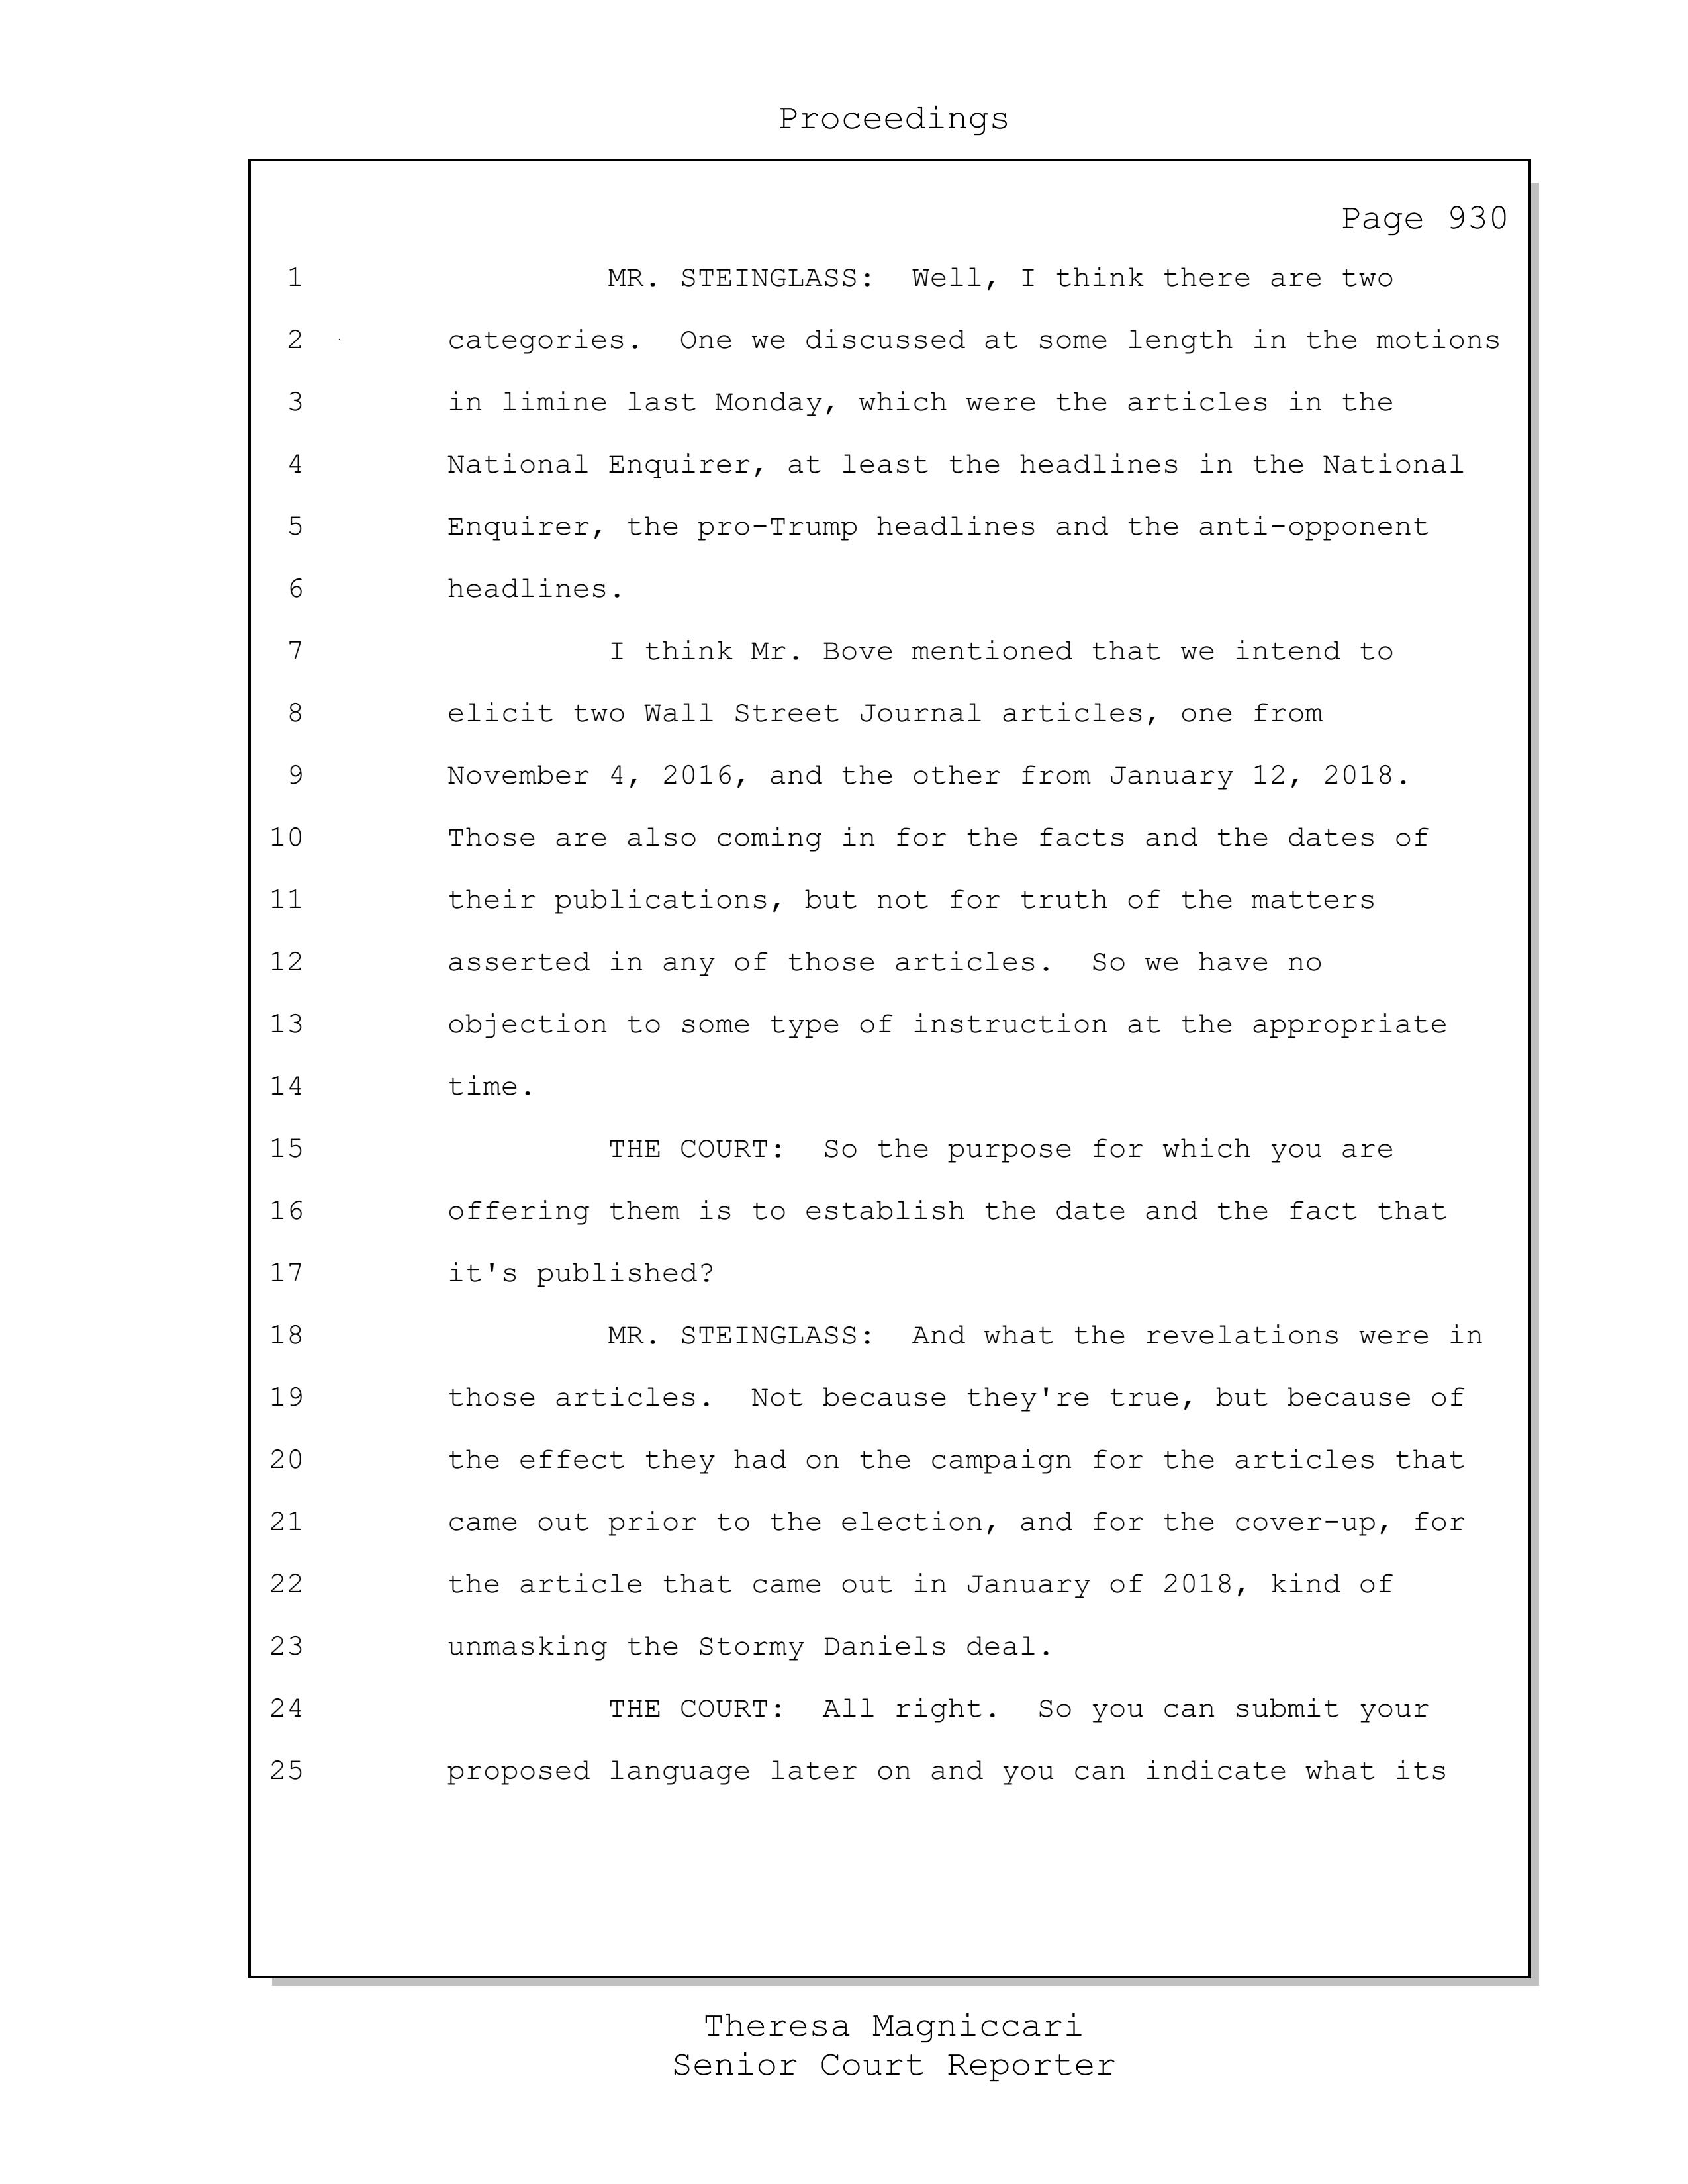 Proceedings
Page 930
1 MR. STEINGLASS: Well, I think there are two
2 categories. One we discussed at some length in the motions
3 in limine last Monday, which were the articles in the
4 National Enquirer, at least the headlines in the National
5 Enquirer, the pro-Trump headlines and the anti-opponent
6 headlines.
7 I think Mr. Bove mentioned that we intend to
8 elicit two Wall Street Journal articles, one from
9 November 4, 2016, and the other from January 12, 2018.
10 Those are also coming in for the facts and the dates of
11 their publications, but not for truth of the matters
12 asserted in any of those articles. So we have no
13 objection to some type of instruction at the appropriate
14 time.
15 THE COURT: So the purpose for which you are
16 offering them is to establish the date and the fact that
17 it's published?
18 MR. STEINGLASS: And what the revelations were in
19 those articles. Not because they're true, but because of
20 the effect they had on the campaign for the articles that
21 came out prior to the election, and for the cover-up, for
22 the article that came out in January of 2018, kind of
23 unmasking the Stormy Daniels deal.
24 THE COURT: All right. So you can submit your
25 proposed language later on and you can indicate what its
Theresa Magniccari
Senior Court Reporter